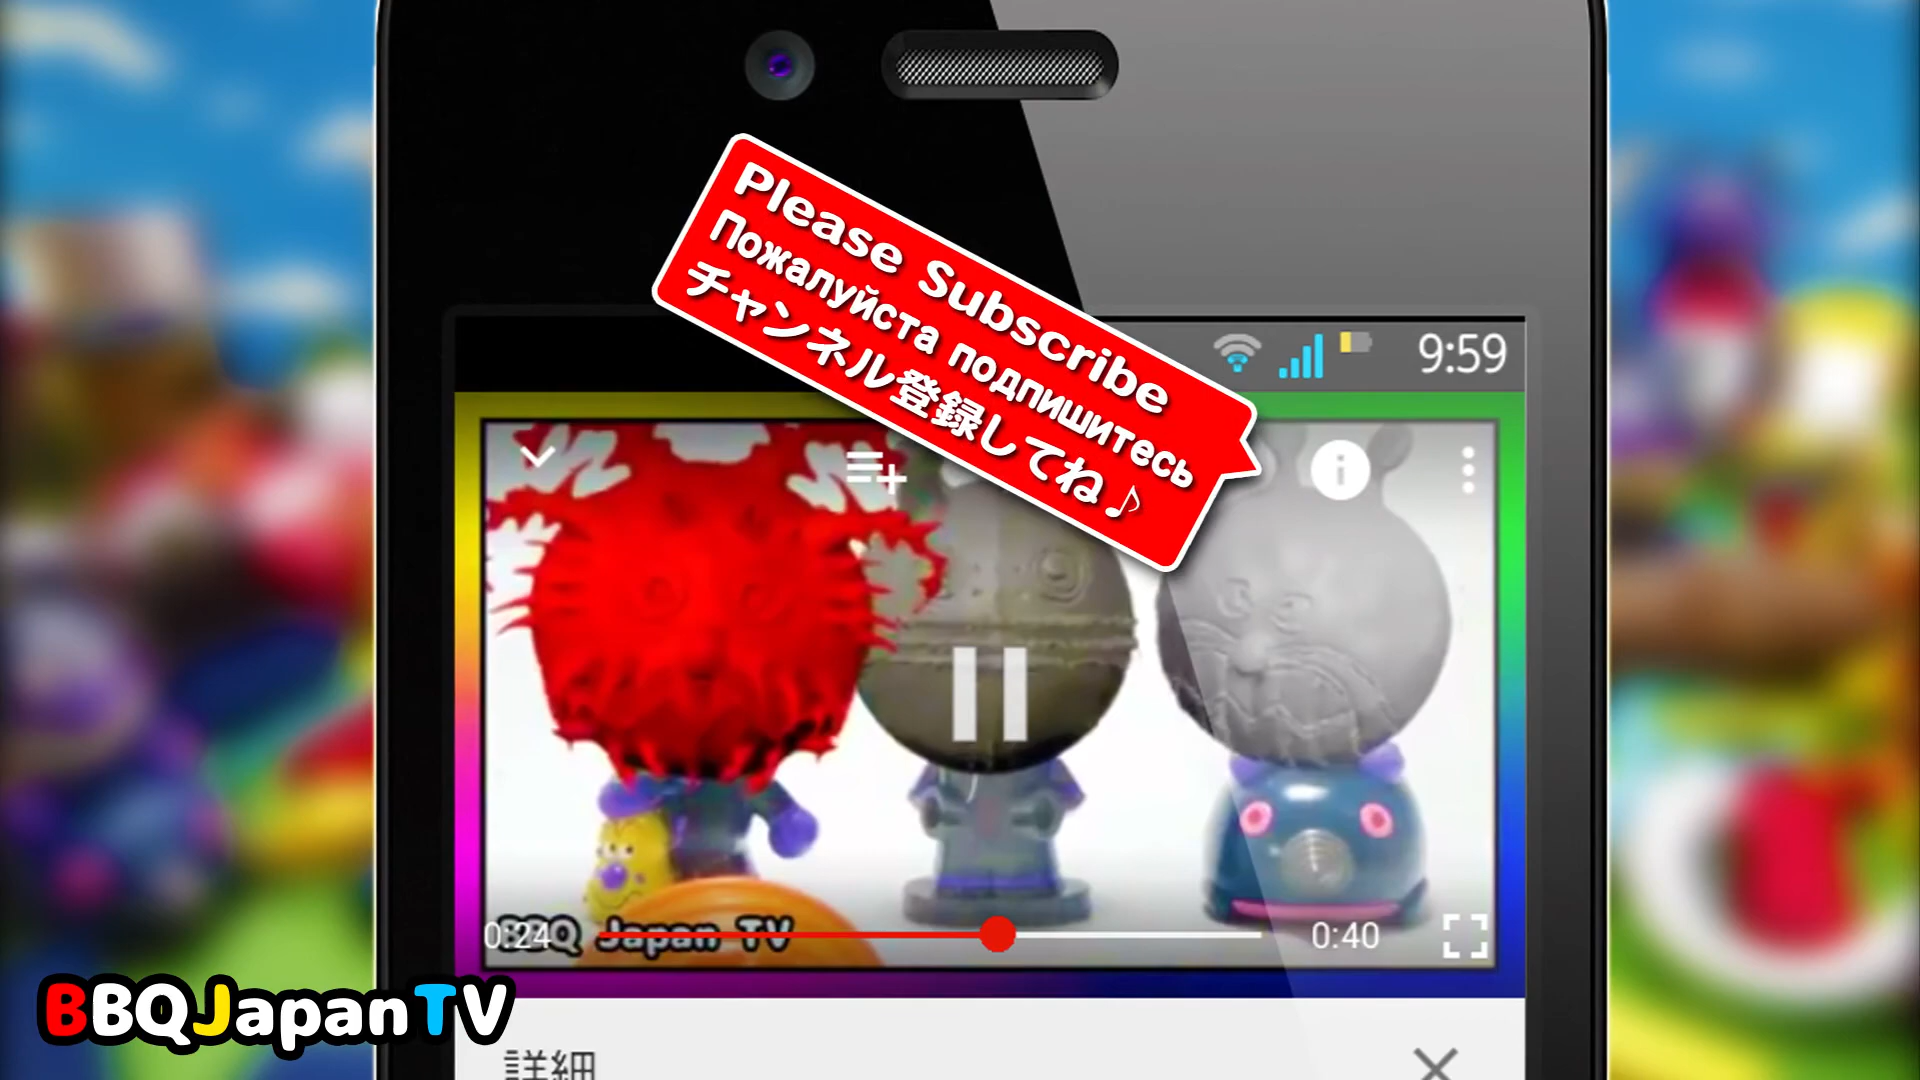 Please Subscribe
Пожалуйста подпишитесь
チャンネル登録してね♪
9:59
0:24
BBQ Japan TV
0:40
BBQJapanTV
詳細